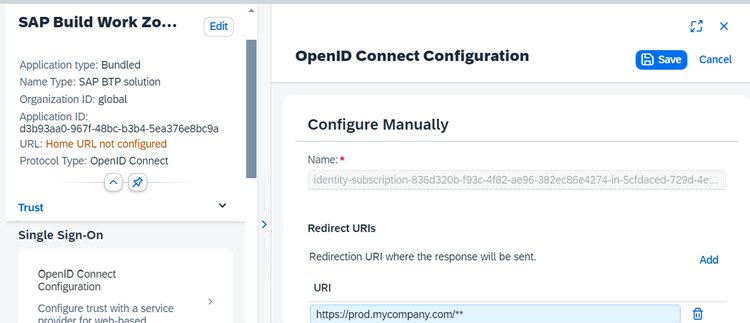 SAP Build Work Zo...
Edit
Application type: Bundled
Name Type: SAP BTP solution
Organization ID: global
Application ID:
d3b93aa0-967f-48bc-b3b4-5ea376e8bc9a
URL: Home URL not configured
Protocol Type: OpenID Connect
Trust
Single Sign-On
OpenID Connect
Configuration
Configure trust with a service
provider for web-based
OpenID Connect Configuration
Save
Cancel
Configure Manually
Name:*
identity-subscription-836d320b-f93c-4f82-ae96-382ec86e4274-in-5cfdaced-729d-4e...
Redirect URIs
Redirection URI where the response will be sent.
Add
URI
https://prod.mycompany.com/**